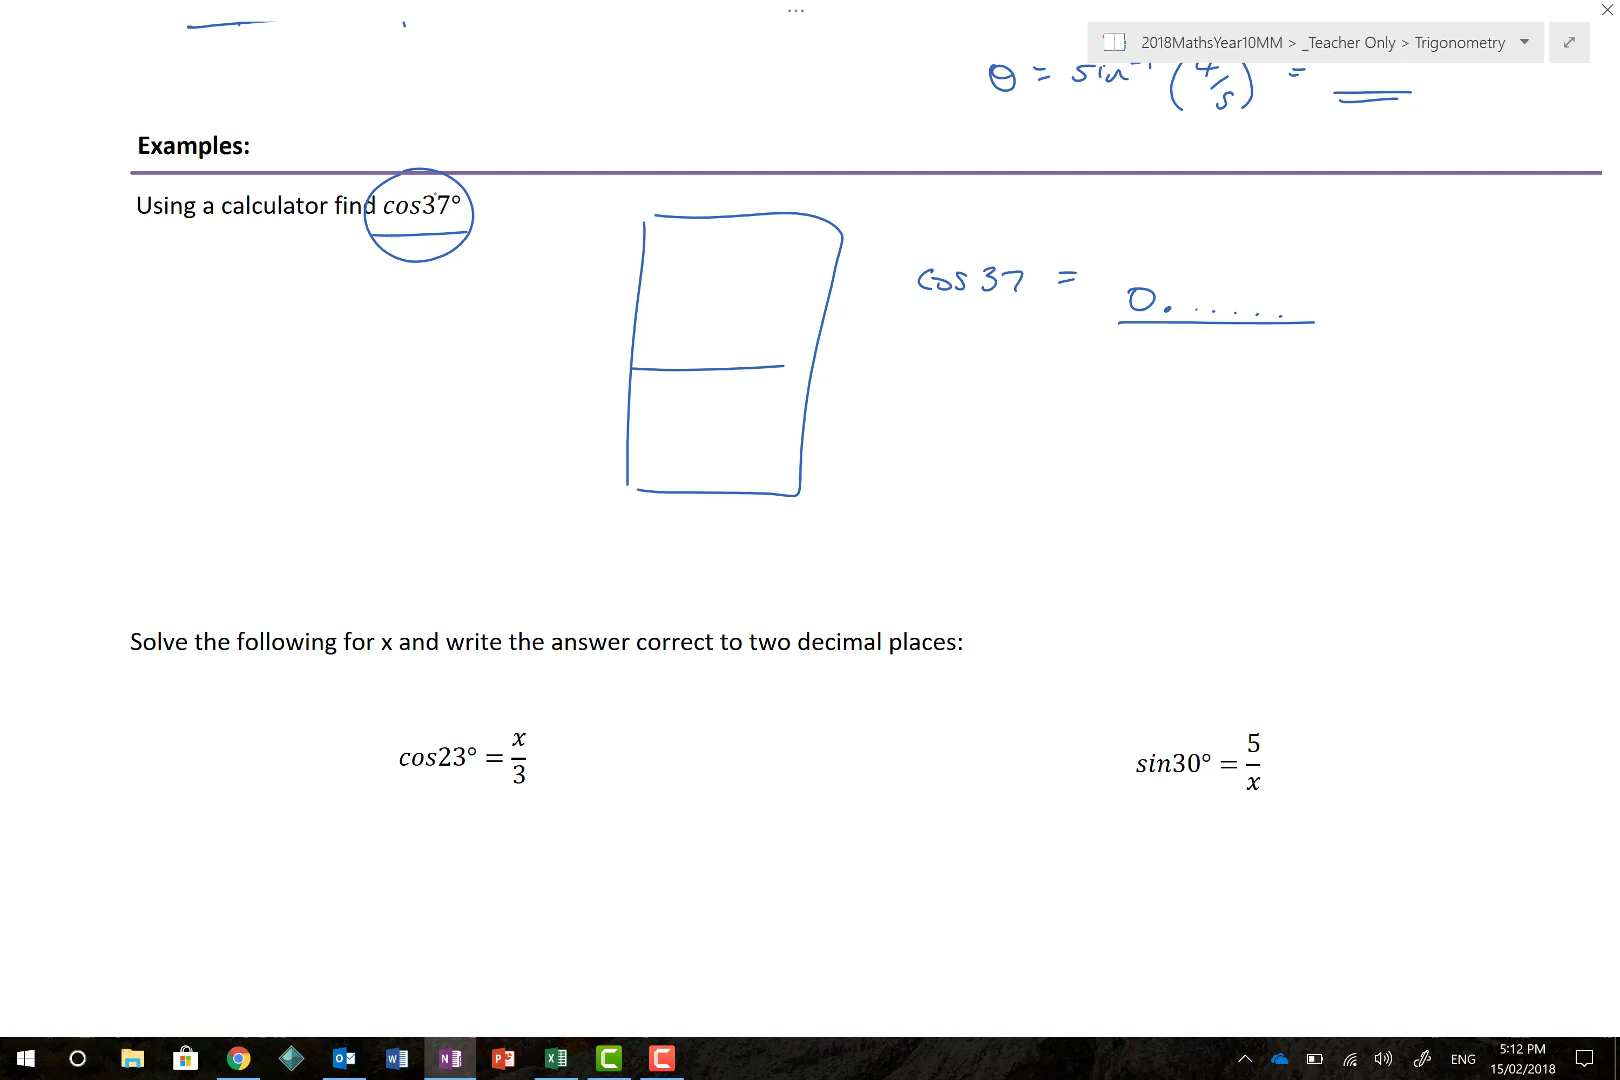 2018MathsYear10MM > _Teacher Only > Trigonometry
θ = sin⁻¹ (4/5) =
Examples:
Using a calculator find cos37°
cos 37 = 0. . . . . .
Solve the following for x and write the answer correct to two decimal places:
cos23° = x/3
sin30° = 5/x
ENG
5:12 PM
15/02/2018